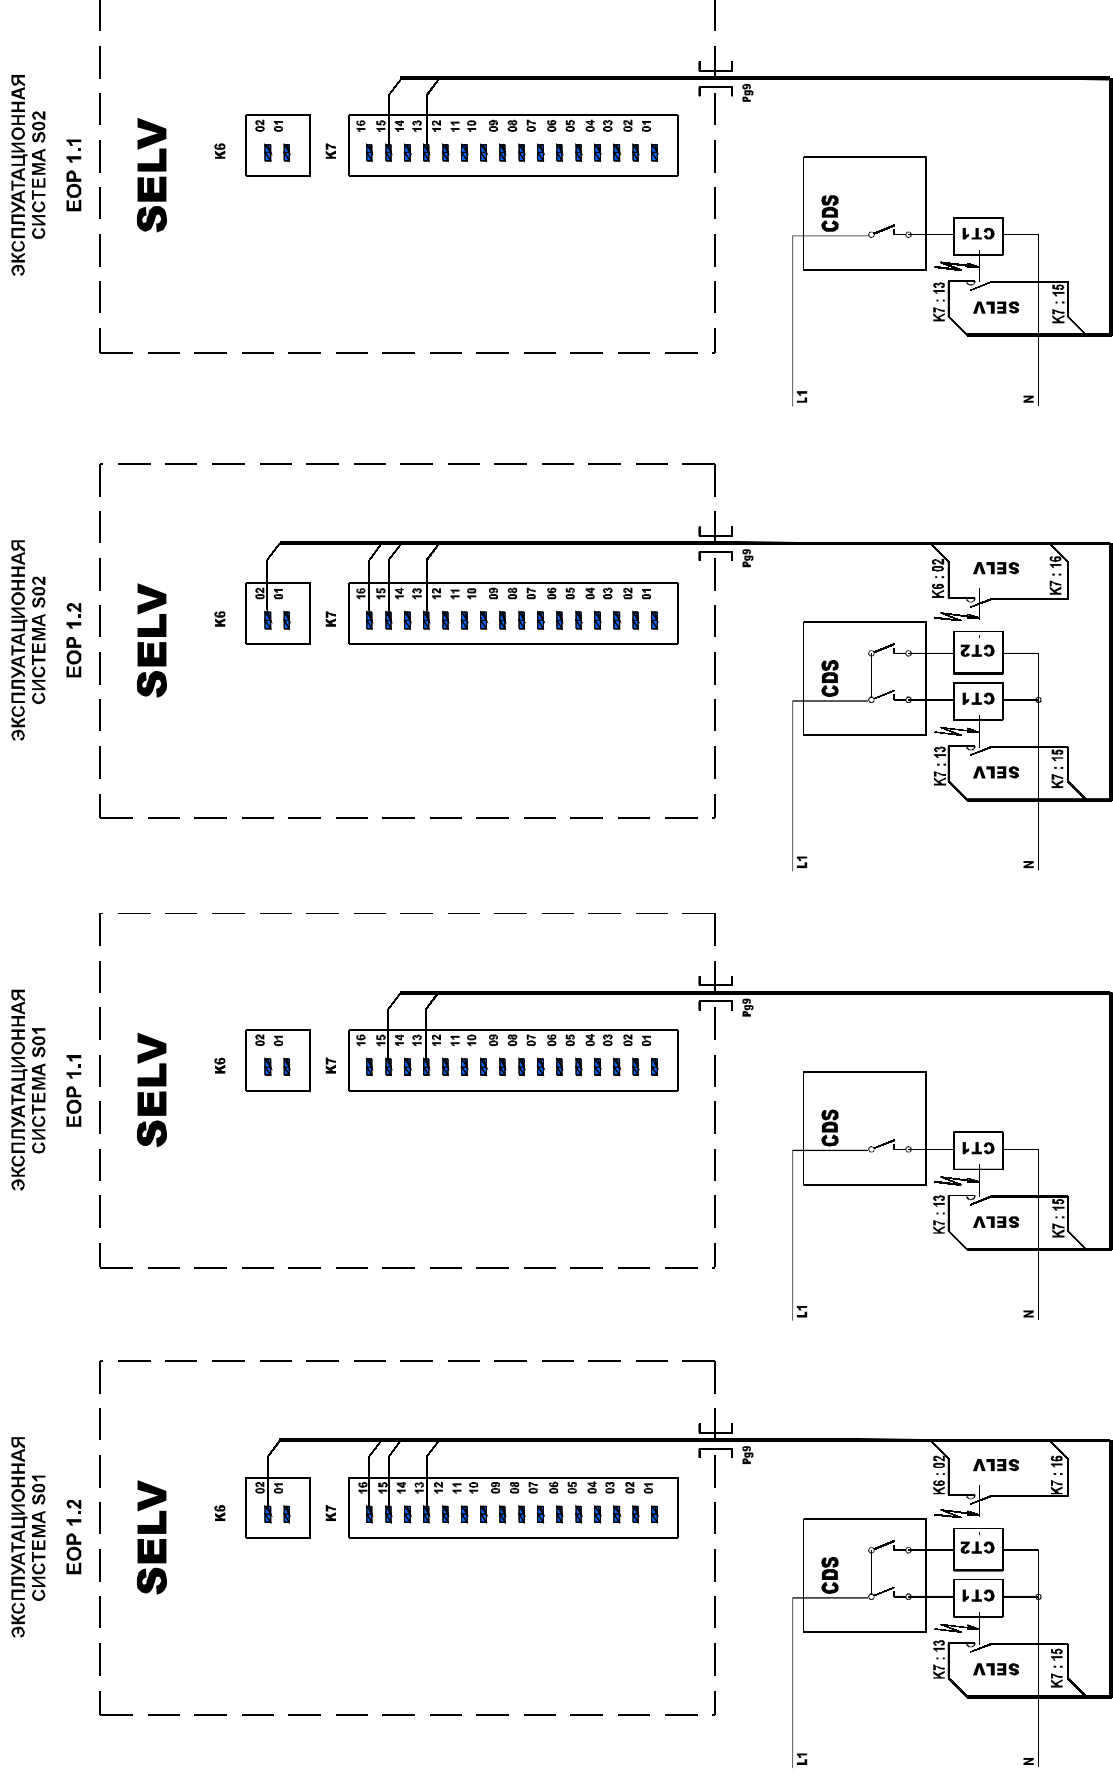 ЭКСПЛУАТАЦИОННАЯ
СИСТЕМА S01
EOP 1.2
SELV
K6
02
01
K7
16
15
14
13
12
11
10
09
08
07
06
05
04
03
02
01
Pg9
L1
CDS
K7 : 13
CT1
CT2
K6 : 02
SELV
SELV
N
K7 : 15
K7 : 16
ЭКСПЛУАТАЦИОННАЯ
СИСТЕМА S01
EOP 1.1
SELV
K6
02
01
K7
16
15
14
13
12
11
10
09
08
07
06
05
04
03
02
01
Pg9
L1
CDS
K7 : 13
CT1
SELV
N
K7 : 15
ЭКСПЛУАТАЦИОННАЯ
СИСТЕМА S02
EOP 1.2
SELV
K6
02
01
K7
16
15
14
13
12
11
10
09
08
07
06
05
04
03
02
01
Pg9
L1
CDS
K7 : 13
CT1
CT2
K6 : 02
SELV
SELV
N
K7 : 15
K7 : 16
ЭКСПЛУАТАЦИОННАЯ
СИСТЕМА S02
EOP 1.1
SELV
K6
02
01
K7
16
15
14
13
12
11
10
09
08
07
06
05
04
03
02
01
Pg9
L1
CDS
K7 : 13
CT1
SELV
N
K7 : 15